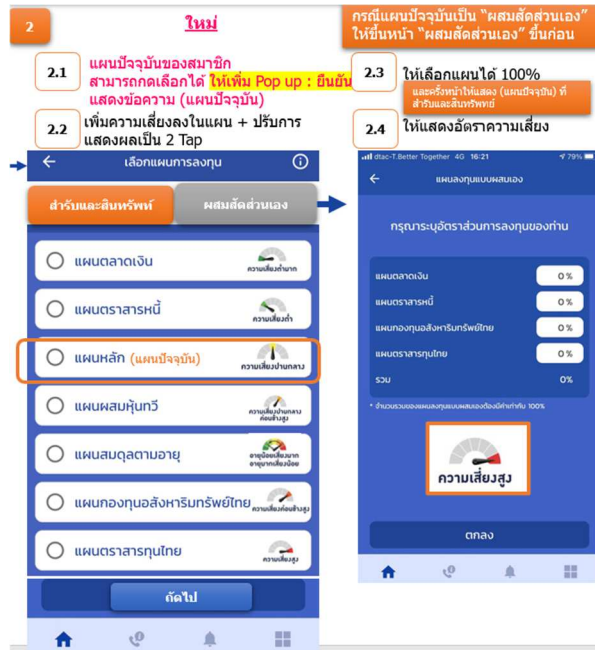 2
ใหม่
กรณีแผนปัจจุบันเป็น “ผสมสัดส่วนเอง”
ให้ขึ้นหน้า “ผสมสัดส่วนเอง” ขึ้นก่อน
2.1
แผนปัจจุบันของสมาชิก
สามารถกดเลือกได้ ให้เพิ่ม Pop up : ยืนยัน
แสดงข้อความ (แผนปัจจุบัน)
2.2
เพิ่มความเสี่ยงลงในแผน + ปรับการ
แสดงผลเป็น 2 Tap
2.3
ให้เลือกแผนได้ 100%
และครั้งหน้าให้แสดง (แผนปัจจุบัน) ที่
สำรับและสินทรัพย์
2.4
ให้แสดงอัตราความเสี่ยง
เลือกแผนการลงทุน
สำรับและสินทรัพท์
ผสมสัดส่วนเอง
แผนตลาดเงิน
ความเสี่ยงต่ำมาก
แผนตราสารหนี้
ความเสี่ยงต่ำ
แผนหลัก (แผนปัจจุบัน)
ความเสี่ยงปานกลาง
แผนผสมหุ้นทวี
ความเสี่ยงปานกลาง
ค่อนข้างสูง
แผนสมดุลตามอายุ
อายุน้อยเสี่ยงมาก
อายุมากเสี่ยงน้อย
แผนกองทุนอสังหาริมทรัพย์ไทย
ความเสี่ยงค่อนข้างสูง
แผนตราสารทุนไทย
ความเสี่ยงสูง
ถัดไป
dtac-T.Better Together 4G 16:21
79%
แผนลงทุนแบบผสมเอง
กรุณาระบุอัตราส่วนการลงทุนของท่าน
แผนตลาดเงิน
0 %
แผนตราสารหนี้
0 %
แผนกองทุนอสังหาริมทรัพย์ไทย
0 %
แผนตราสารทุนไทย
0 %
รวม
0%
* จำนวนรวมของแผนลงทุนแบบผสมเองต้องมีค่าเท่ากับ 100%
ความเสี่ยงสูง
ตกลง